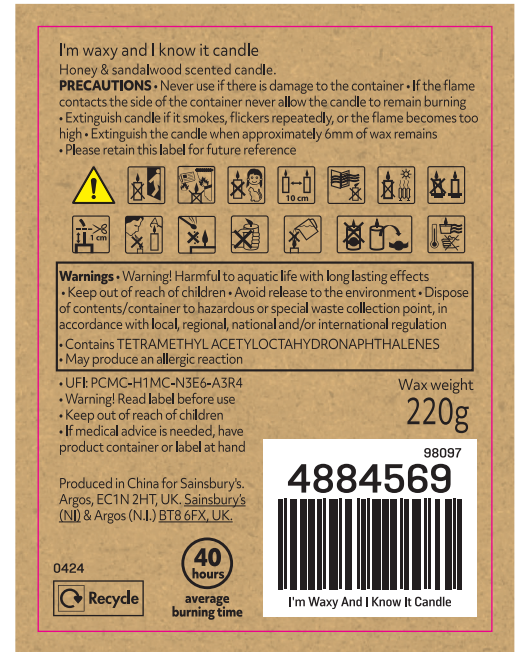 I'm waxy and I know it candle
Honey & sandalwood scented candle.
PRECAUTIONS • Never use if there is damage to the container • If the flame
contacts the side of the container never allow the candle to remain burning
• Extinguish candle if it smokes, flickers repeatedly, or the flame becomes too
high • Extinguish the candle when approximately 6mm of wax remains
• Please retain this label for future reference
10 cm
1 cm
Warnings • Warning! Harmful to aquatic life with long lasting effects
• Keep out of reach of children • Avoid release to the environment • Dispose
of contents/container to hazardous or special waste collection point, in
accordance with local, regional, national and/or international regulation
• Contains TETRAMETHYL ACETYLOCTAHYDRONAPHTHALENES
• May produce an allergic reaction
• UFI: PCMC-H1MC-N3E6-A3R4
• Warning! Read label before use
• Keep out of reach of children
• If medical advice is needed, have
product container or label at hand
Wax weight
220g
Produced in China for Sainsbury's.
Argos, EC1N 2HT, UK. Sainsbury's
(NI) & Argos (N.I.) BT8 6FX, UK.
98097
4884569
I'm Waxy And I Know It Candle
0424
Recycle
40
hours
average
burning time